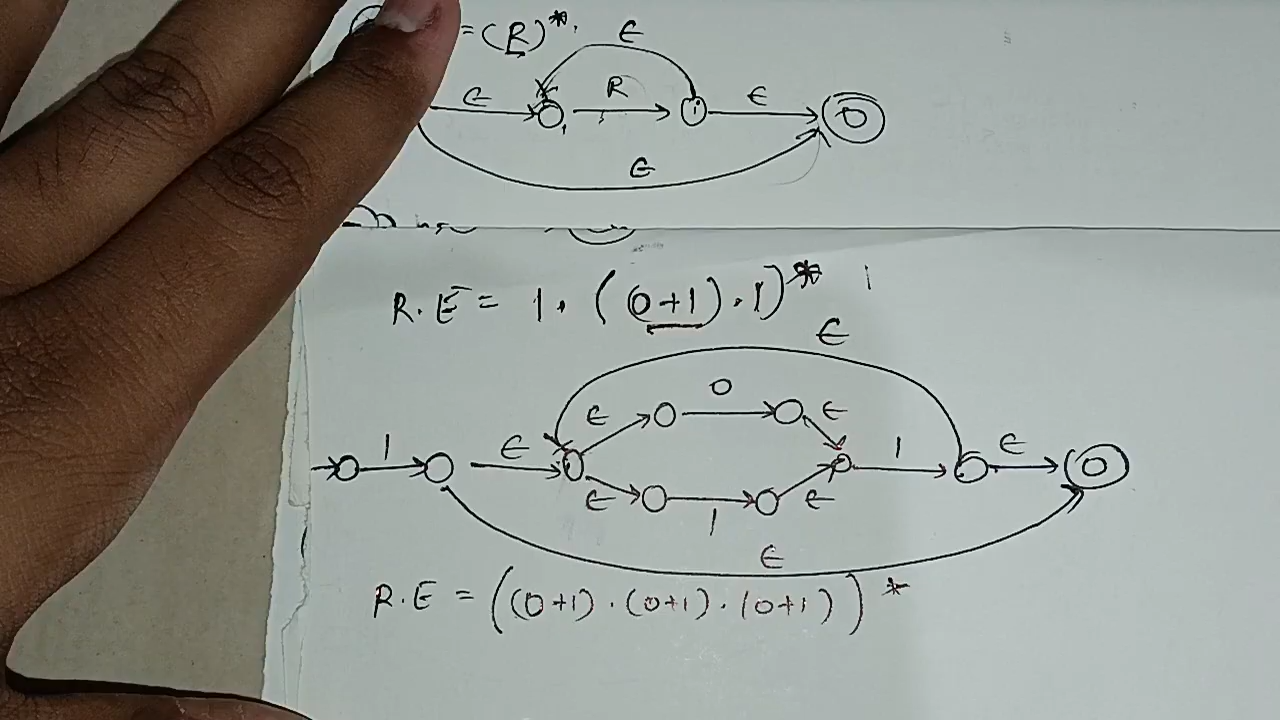 = (R)*.
ϵ
ϵ R ϵ
ϵ
R.E = 1. ((0+1).1)*
ϵ
0
ϵ ϵ
1 ϵ 1 ϵ
ϵ 1 ϵ
ϵ
R.E = ((0+1).(0+1).(0+1))*